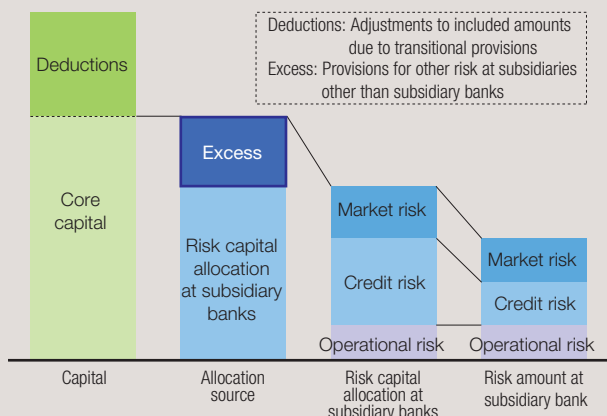 Deductions: Adjustments to included amounts
due to transitional provisions
Excess: Provisions for other risk at subsidiaries
other than subsidiary banks
Deductions
Core
capital
Excess
Risk capital
allocation
at subsidiary
banks
Market risk
Credit risk
Operational risk
Market risk
Credit risk
Operational risk
Capital
Allocation
source
Risk capital
allocation at
subsidiary banks
Risk amount at
subsidiary bank